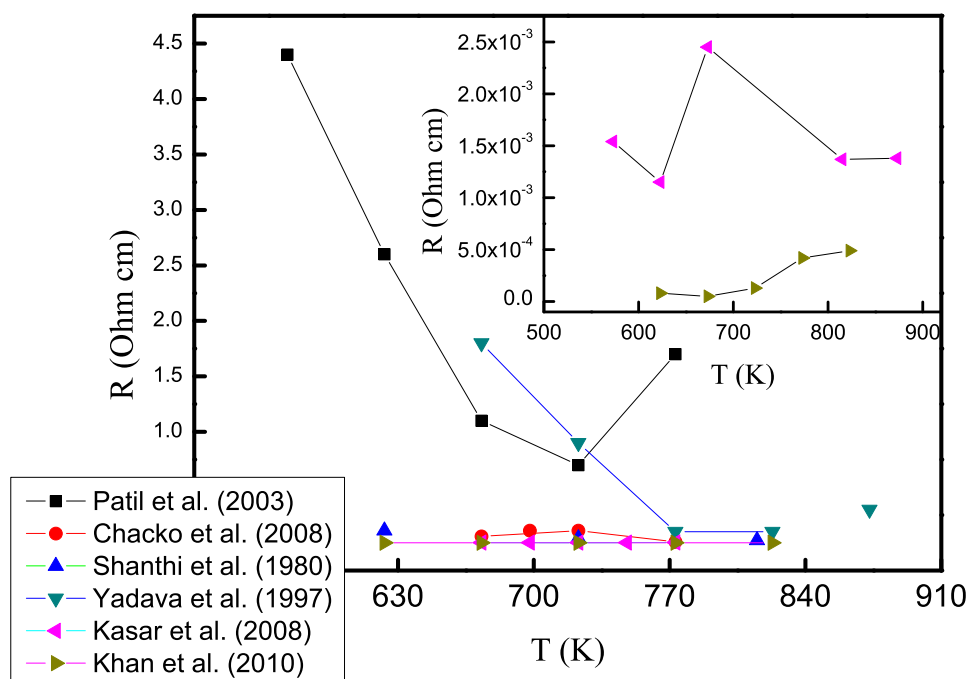 4.5
4.0
3.5
3.0
2.5
2.0
1.5
1.0
R (Ohm cm)
630
700
770
840
910
T (K)
2.5x10-3
2.0x10-3
1.5x10-3
1.0x10-3
5.0x10-4
0.0
R (Ohm cm)
500
600
700
800
900
T (K)
Patil et al. (2003)
Chacko et al. (2008)
Shanthi et al. (1980)
Yadava et al. (1997)
Kasar et al. (2008)
Khan et al. (2010)